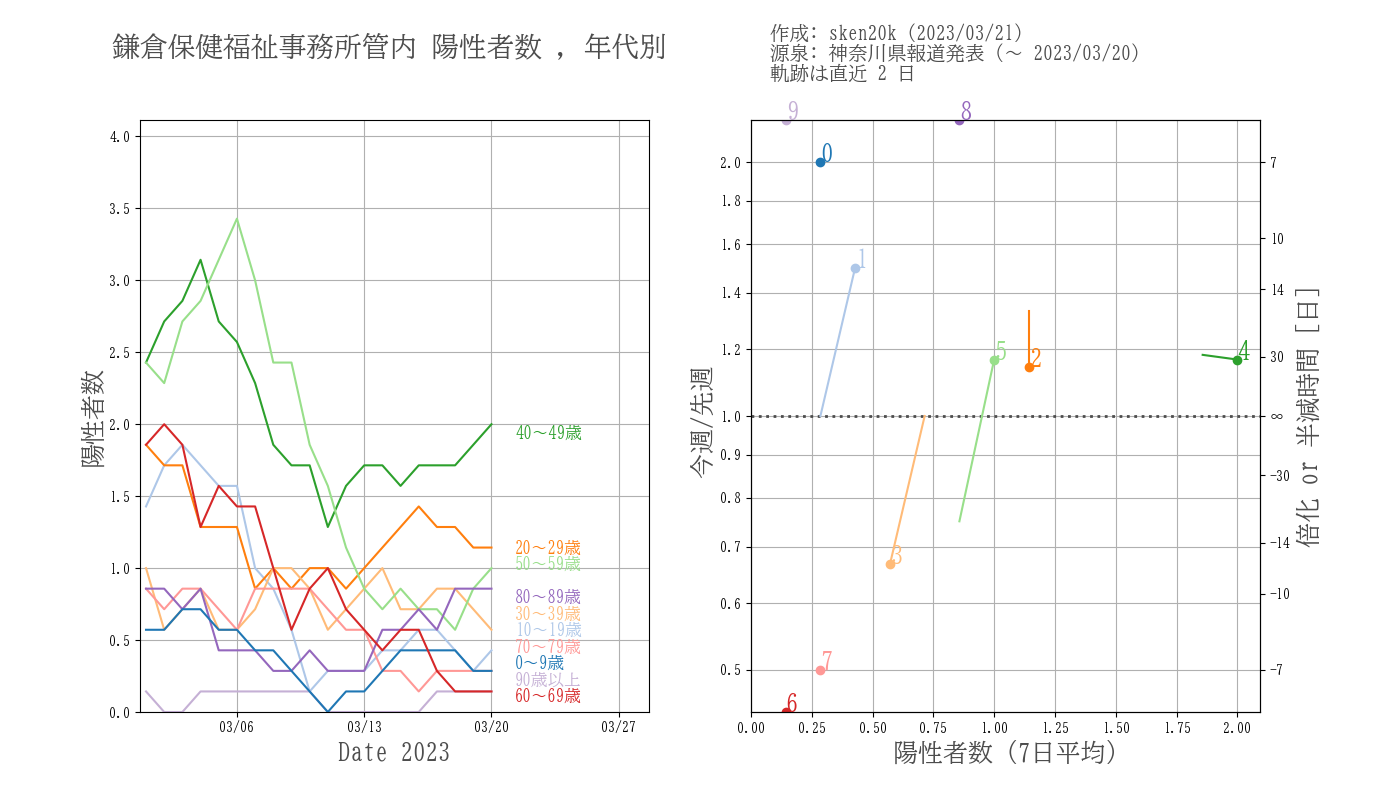 鎌倉保健福祉事務所管内 陽性者数 , 年代別
作成: sken20k (2023/03/21)
源泉: 神奈川県報道発表 (～ 2023/03/20)
軌跡は直近 2 日
陽性者数
4.0
3.5
3.0
2.5
2.0
1.5
1.0
0.5
0.0
40～49歳
20～29歳
50～59歳
80～89歳
30～39歳
10～19歳
70～79歳
0～9歳
90歳以上
60～69歳
03/06 03/13 03/20 03/27
Date 2023
今週/先週
2.0
1.8
1.6
1.4
1.2
1.0
0.9
0.8
0.7
0.6
0.5
9
8
0
1
5
2
4
3
7
6
7
10
14
30
∞
−30
−14
−10
−7
倍化 or 半減時間 [日]
0.00 0.25 0.50 0.75 1.00 1.25 1.50 1.75 2.00
陽性者数 (7日平均)